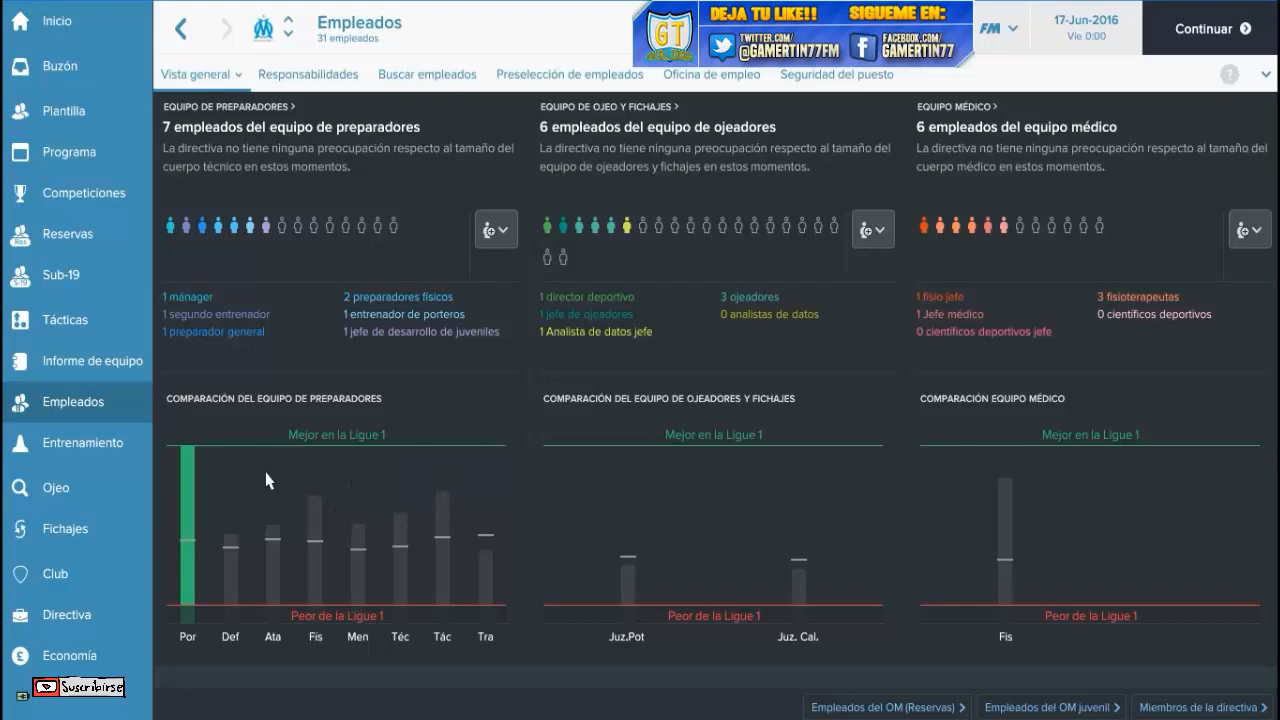 Inicio
Buzón
Plantilla
Programa
Competiciones
Reservas
Sub-19
Tácticas
Informe de equipo
Empleados
Entrenamiento
Ojeo
Fichajes
Club
Directiva
Economía
Suscribirse
Empleados
31 empleados
DEJA TU LIKE!! SIGUEME EN:
GT
TWITTER.COM/
@GAMERTIN77FM
FACEBOOK.COM/
GAMERTIN77
FM
17-Jun-2016
Vie 0:00
Continuar
Vista general Responsabilidades Buscar empleados Preselección de empleados Oficina de empleo Seguridad del puesto ?
EQUIPO DE PREPARADORES >
7 empleados del equipo de preparadores
La directiva no tiene ninguna preocupación respecto al tamaño del
cuerpo técnico en estos momentos.
1 mánager
1 segundo entrenador
1 preparador general
2 preparadores físicos
1 entrenador de porteros
1 jefe de desarrollo de juveniles
EQUIPO DE OJEO Y FICHAJES >
6 empleados del equipo de ojeadores
La directiva no tiene ninguna preocupación respecto al tamaño del
equipo de ojeadores y fichajes en estos momentos.
1 director deportivo
1 jefe de ojeadores
1 Analista de datos jefe
3 ojeadores
0 analistas de datos
EQUIPO MÉDICO >
6 empleados del equipo médico
La directiva no tiene ninguna preocupación respecto al tamaño del
cuerpo médico en estos momentos.
1 fisio jefe
1 Jefe médico
0 científicos deportivos jefe
3 fisioterapeutas
0 científicos deportivos
COMPARACIÓN DEL EQUIPO DE PREPARADORES
Mejor en la Ligue 1
Peor de la Ligue 1
Por Def Ata Fís Men Téc Tác Tra
COMPARACIÓN DEL EQUIPO DE OJEADORES Y FICHAJES
Mejor en la Ligue 1
Peor de la Ligue 1
Juz.Pot Juz. Cal.
COMPARACIÓN EQUIPO MÉDICO
Mejor en la Ligue 1
Peor de la Ligue 1
Fis
Empleados del OM (Reservas) > Empleados del OM juvenil > Miembros de la directiva >